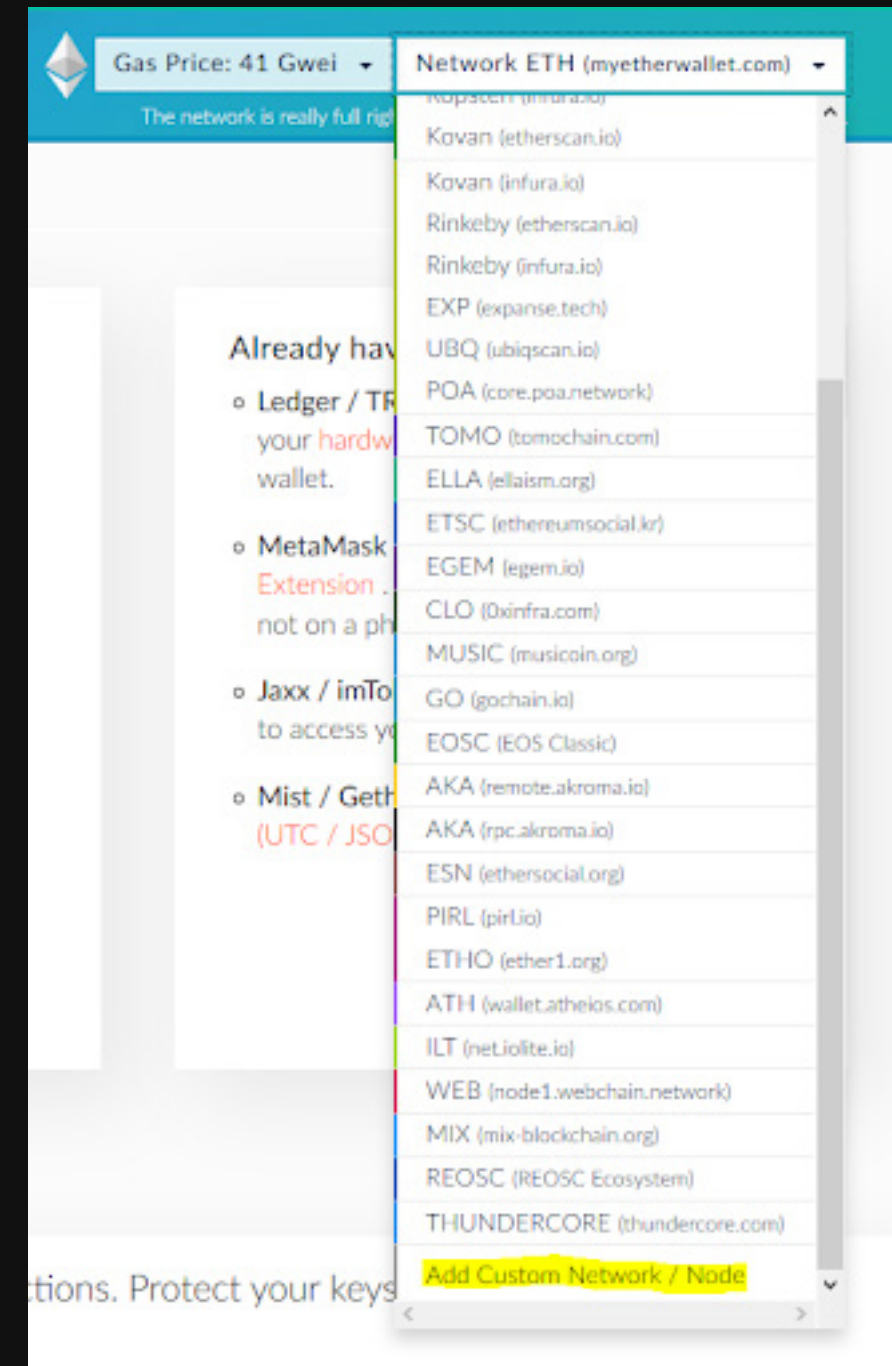 Gas Price: 41 Gwei
Network ETH (myetherwallet.com)
The network is really full rig
Ropsten (infura.io)
Kovan (etherscan.io)
Kovan (infura.io)
Rinkeby (etherscan.io)
Rinkeby (infura.io)
EXP (expanse.tech)
UBQ (ubiqscan.io)
POA (core.poa.network)
TOMO (tomochain.com)
ELLA (ellaism.org)
ETSC (ethereumsocial.kr)
EGEM (egem.io)
CLO (0xinfra.com)
MUSIC (musicoin.org)
GO (gochain.io)
EOSC (EOS Classic)
AKA (remote.akroma.io)
AKA (rpc.akroma.io)
ESN (ethersocial.org)
PIRL (pirl.io)
ETHO (ether1.org)
ATH (wallet.atheios.com)
ILT (net.iolite.io)
WEB (node1.webchain.network)
MIX (mix-blockchain.org)
REOSC (REOSC Ecosystem)
THUNDERCORE (thundercore.com)
Add Custom Network / Node
Already hav
Ledger / TR
your hardw
wallet.
MetaMask
Extension .
not on a ph
Jaxx / imTo
to access yo
Mist / Geth
(UTC / JSO
ctions. Protect your keys